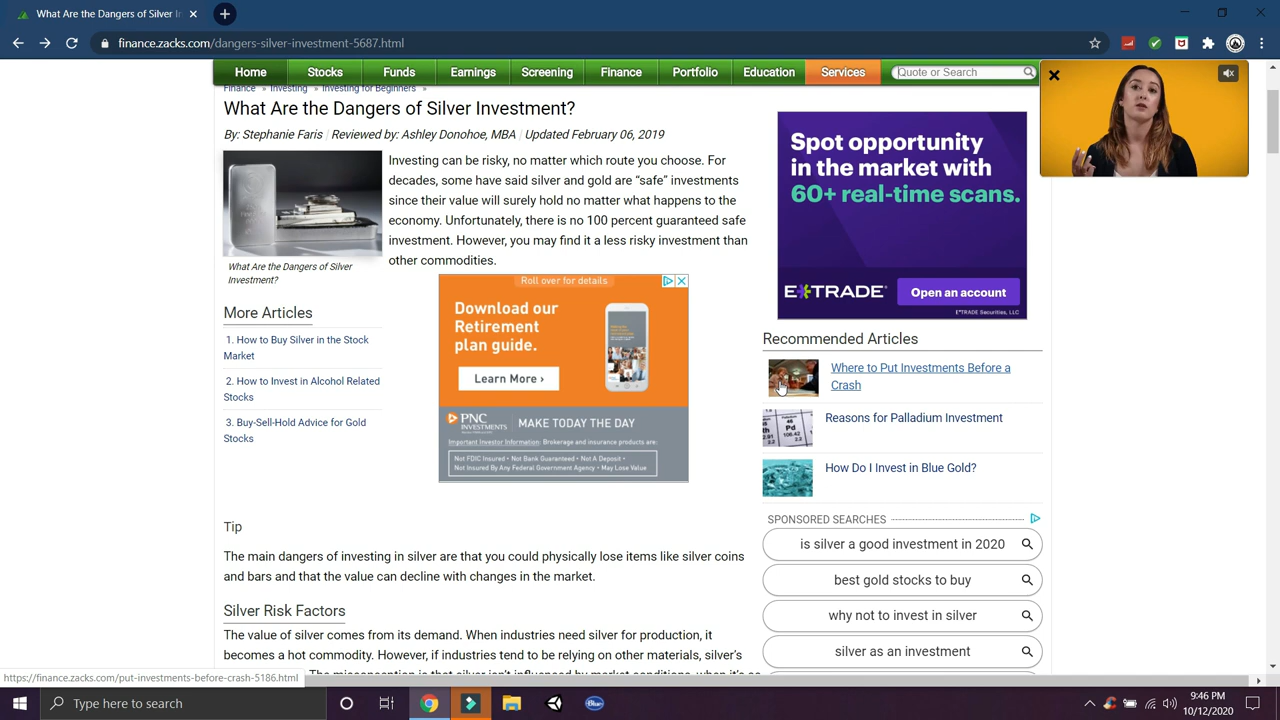 What Are the Dangers of Sil
finance.zacks.com/dangers-silver-investment-5687.html
Home Stocks Funds Earnings Screening Finance Portfolio Education Services Quote or Search
Finance » Investing » Investing for Beginners »
What Are the Dangers of Silver Investment?
By: Stephanie Faris | Reviewed by: Ashley Donohoe, MBA | Updated February 06, 2019
Investing can be risky, no matter which route you choose. For
decades, some have said silver and gold are “safe” investments
since their value will surely hold no matter what happens to the
economy. Unfortunately, there is no 100 percent guaranteed safe
investment. However, you may find it a less risky investment than
other commodities.
What Are the Dangers of Silver
Investment?
More Articles
1. How to Buy Silver in the Stock
Market
2. How to Invest in Alcohol Related
Stocks
3. Buy-Sell-Hold Advice for Gold
Stocks
Roll over for details
Download our
Retirement
plan guide.
Learn More ›
PNC
INVESTMENTS
MAKE TODAY THE DAY
Important Investor Information: Brokerage and insurance products are:
Not FDIC Insured • Not Bank Guaranteed • Not A Deposit •
Not Insured By Any Federal Government Agency • May Lose Value
Tip
The main dangers of investing in silver are that you could physically lose items like silver coins
and bars and that the value can decline with changes in the market.
Silver Risk Factors
The value of silver comes from its demand. When industries need silver for production, it
becomes a hot commodity. However, if industries tend to be relying on other materials, silver's
Spot opportunity
in the market with
60+ real-time scans.
E*TRADE
Open an account
E*TRADE Securities, LLC
Recommended Articles
Where to Put Investments Before a
Crash
Reasons for Palladium Investment
46
Pd
106.42
How Do I Invest in Blue Gold?
SPONSORED SEARCHES
is silver a good investment in 2020
best gold stocks to buy
why not to invest in silver
silver as an investment
https://finance.zacks.com/put-investments-before-crash-5186.html
Type here to search
Blue
9:46 PM
10/12/2020